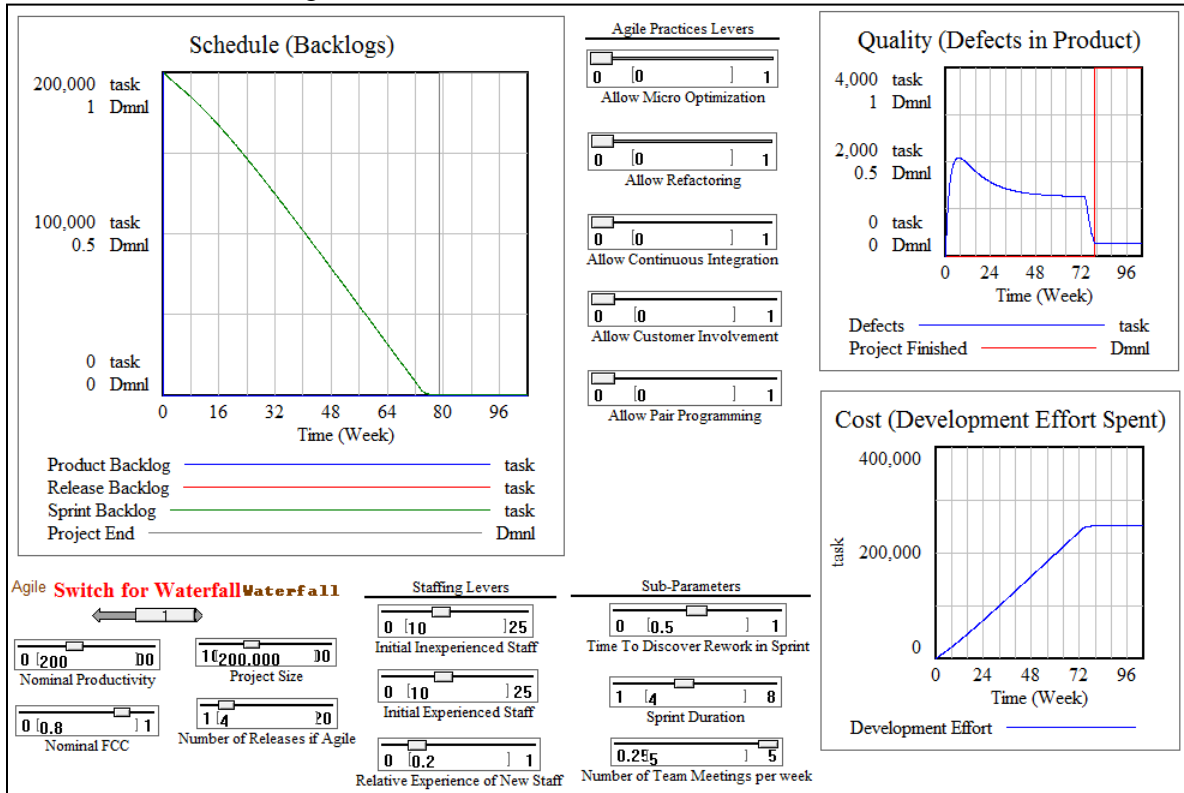 Schedule (Backlogs)
200,000 task
1 Dmnl
100,000 task
0.5 Dmnl
0 task
0 Dmnl
0 16 32 48 64 80 96
Time (Week)
Product Backlog task
Release Backlog task
Sprint Backlog task
Project End Dmnl
Agile Practices Levers
0 [0 ] 1
Allow Micro Optimization
0 [0 ] 1
Allow Refactoring
0 [0 ] 1
Allow Continuous Integration
0 [0 ] 1
Allow Customer Involvement
0 [0 ] 1
Allow Pair Programming
Quality (Defects in Product)
4,000 task
1 Dmnl
2,000 task
0.5 Dmnl
0 task
0 Dmnl
0 24 48 72 96
Time (Week)
Defects task
Project Finished Dmnl
Cost (Development Effort Spent)
400,000
200,000
0
task
0 24 48 72 96
Time (Week)
Development Effort
Agile Switch for Waterfall Waterfall
1
0 [200
Nominal Productivity
200,000
Project Size
0 [0.8 ] 1
Nominal FCC
1 [4
Number of Releases if Agile
Staffing Levers
0 [10 ] 25
Initial Inexperienced Staff
0 [10 ] 25
Initial Experienced Staff
0 [0.2 ] 1
Relative Experience of New Staff
Sub-Parameters
0 [0.5 ] 1
Time To Discover Rework in Sprint
1 [4 ] 8
Sprint Duration
0.25 5 5
Number of Team Meetings per week